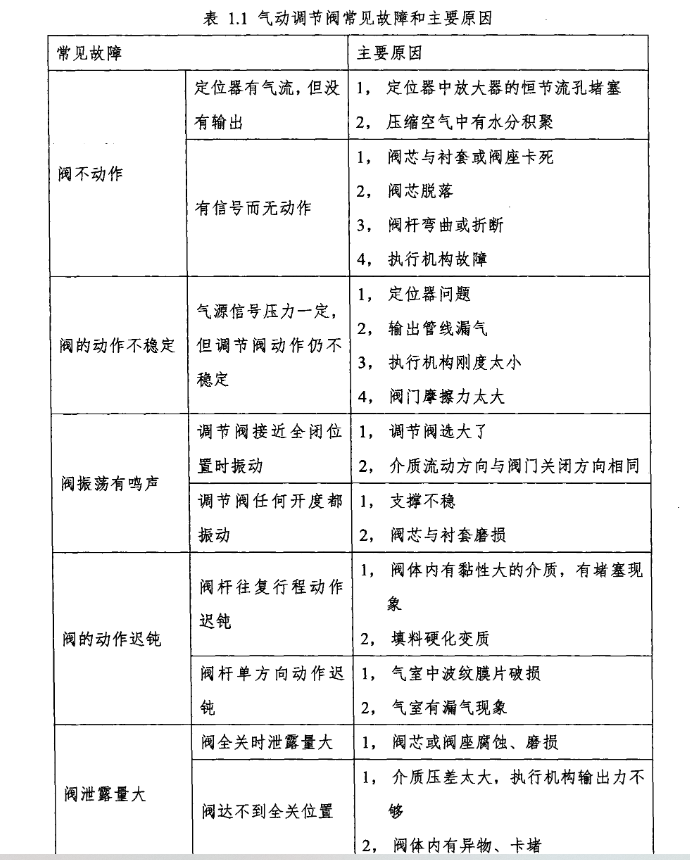 表 1.1 气动调节阀常见故障和主要原因
常见故障
主要原因
阀不动作
定位器有气流，但没
有输出
1， 定位器中放大器的恒节流孔堵塞
2， 压缩空气中有水分积聚
有信号而无动作
1， 阀芯与衬套或阀座卡死
2， 阀芯脱落
3， 阀杆弯曲或折断
4， 执行机构故障
阀的动作不稳定
气源信号压力一定，
但调节阀动作仍不
稳定
1， 定位器问题
2， 输出管线漏气
3， 执行机构刚度太小
4， 阀门摩擦力太大
阀振荡有鸣声
调节阀接近全闭位
置时振动
1， 调节阀选大了
2， 介质流动方向与阀门关闭方向相同
调节阀任何开度都
振动
1， 支撑不稳
2， 阀芯与衬套磨损
阀的动作迟钝
阀杆往复行程动作
迟钝
1， 阀体内有黏性大的介质，有堵塞现
象
2， 填料硬化变质
阀杆单方向动作迟
钝
1， 气室中波纹膜片破损
2， 气室有漏气现象
阀泄露量大
阀全关时泄露量大
1， 阀芯或阀座腐蚀、磨损
阀达不到全关位置
1， 介质压差太大，执行机构输出力不
够
2， 阀体内有异物、卡堵